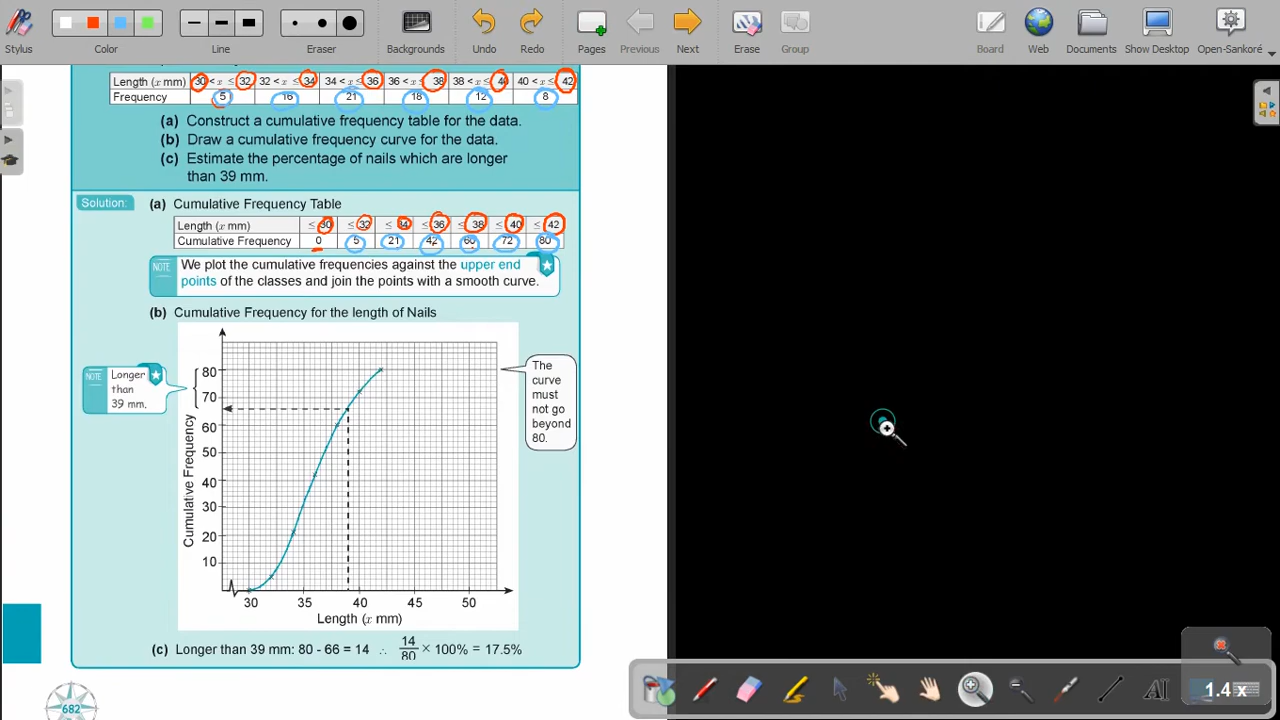 Stylus Color Line Eraser Backgrounds Undo Redo Pages Previous Next Erase Group Board Web Documents Show Desktop Open-Sankoré
Length (x mm) 30 < x ≤ 32 32 < x ≤ 34 34 < x ≤ 36 36 < x ≤ 38 38 < x ≤ 40 40 < x ≤ 42
Frequency 5 16 21 18 12 8
(a) Construct a cumulative frequency table for the data.
(b) Draw a cumulative frequency curve for the data.
(c) Estimate the percentage of nails which are longer
than 39 mm.
Solution: (a) Cumulative Frequency Table
Length (x mm) ≤ 30 ≤ 32 ≤ 34 ≤ 36 ≤ 38 ≤ 40 ≤ 42
Cumulative Frequency 0 5 21 42 60 72 80
NOTE We plot the cumulative frequencies against the upper end
points of the classes and join the points with a smooth curve.
(b) Cumulative Frequency for the length of Nails
NOTE Longer
than
39 mm.
80
70
60
50
40
30
20
10
Cumulative Frequency
30 35 40 45 50
Length (x mm)
The
curve
must
not go
beyond
80.
(c) Longer than 39 mm: 80 - 66 = 14 ∴ 14/80 × 100% = 17.5%
682
1.4 x